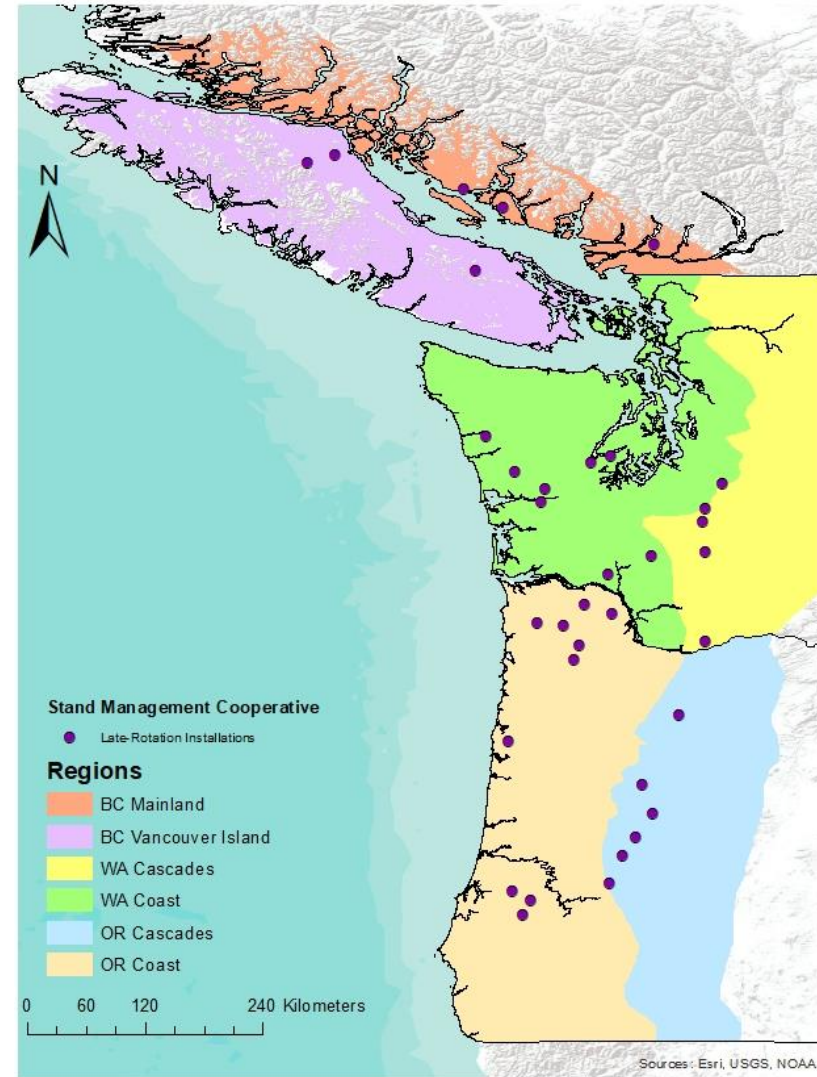 N
Stand Management Cooperative
Late-Rotation Installations
Regions
BC Mainland
BC Vancouver Island
WA Cascades
WA Coast
OR Cascades
OR Coast
0 60 120 240 Kilometers
Sources: Esri, USGS, NOAA